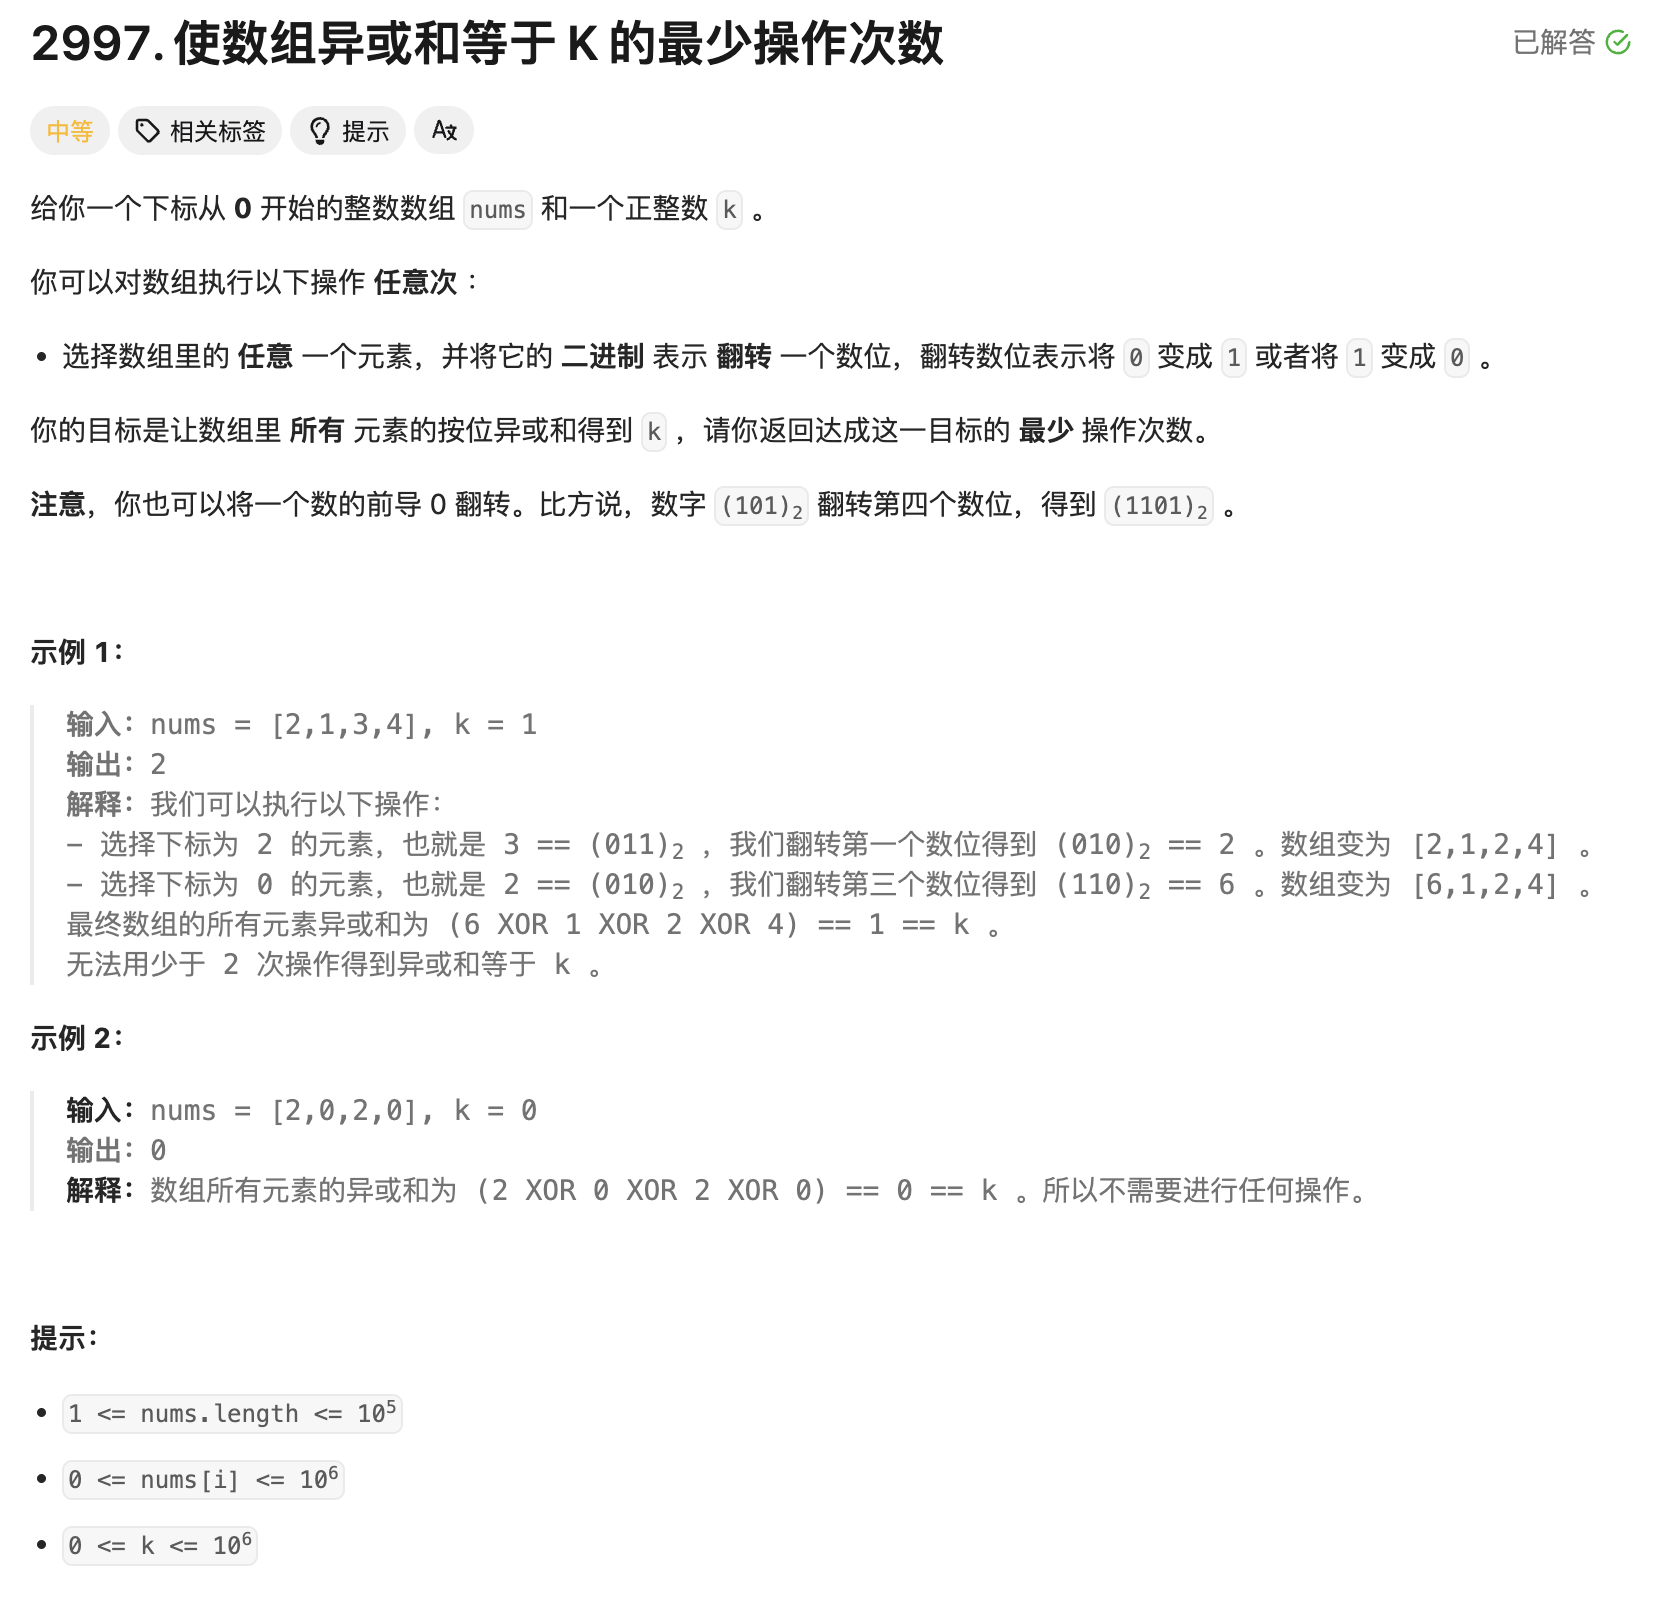 2997. 使数组异或和等于 K 的最少操作次数
已解答
中等 相关标签 提示
给你一个下标从 0 开始的整数数组 nums 和一个正整数 k 。
你可以对数组执行以下操作 任意次 ：
• 选择数组里的 任意 一个元素，并将它的 二进制 表示 翻转 一个数位，翻转数位表示将 0 变成 1 或者将 1 变成 0 。
你的目标是让数组里 所有 元素的按位异或和得到 k ，请你返回达成这一目标的 最少 操作次数。
注意，你也可以将一个数的前导 0 翻转。比方说，数字 (101)₂ 翻转第四个数位，得到 (1101)₂ 。
示例 1：
输入：nums = [2,1,3,4], k = 1
输出：2
解释：我们可以执行以下操作：
- 选择下标为 2 的元素，也就是 3 == (011)₂ ，我们翻转第一个数位得到 (010)₂ == 2 。数组变为 [2,1,2,4] 。
- 选择下标为 0 的元素，也就是 2 == (010)₂ ，我们翻转第三个数位得到 (110)₂ == 6 。数组变为 [6,1,2,4] 。
最终数组的所有元素异或和为 (6 XOR 1 XOR 2 XOR 4) == 1 == k 。
无法用少于 2 次操作得到异或和等于 k 。
示例 2：
输入：nums = [2,0,2,0], k = 0
输出：0
解释：数组所有元素的异或和为 (2 XOR 0 XOR 2 XOR 0) == 0 == k 。所以不需要进行任何操作。
提示：
• 1 <= nums.length <= 10⁵
• 0 <= nums[i] <= 10⁶
• 0 <= k <= 10⁶